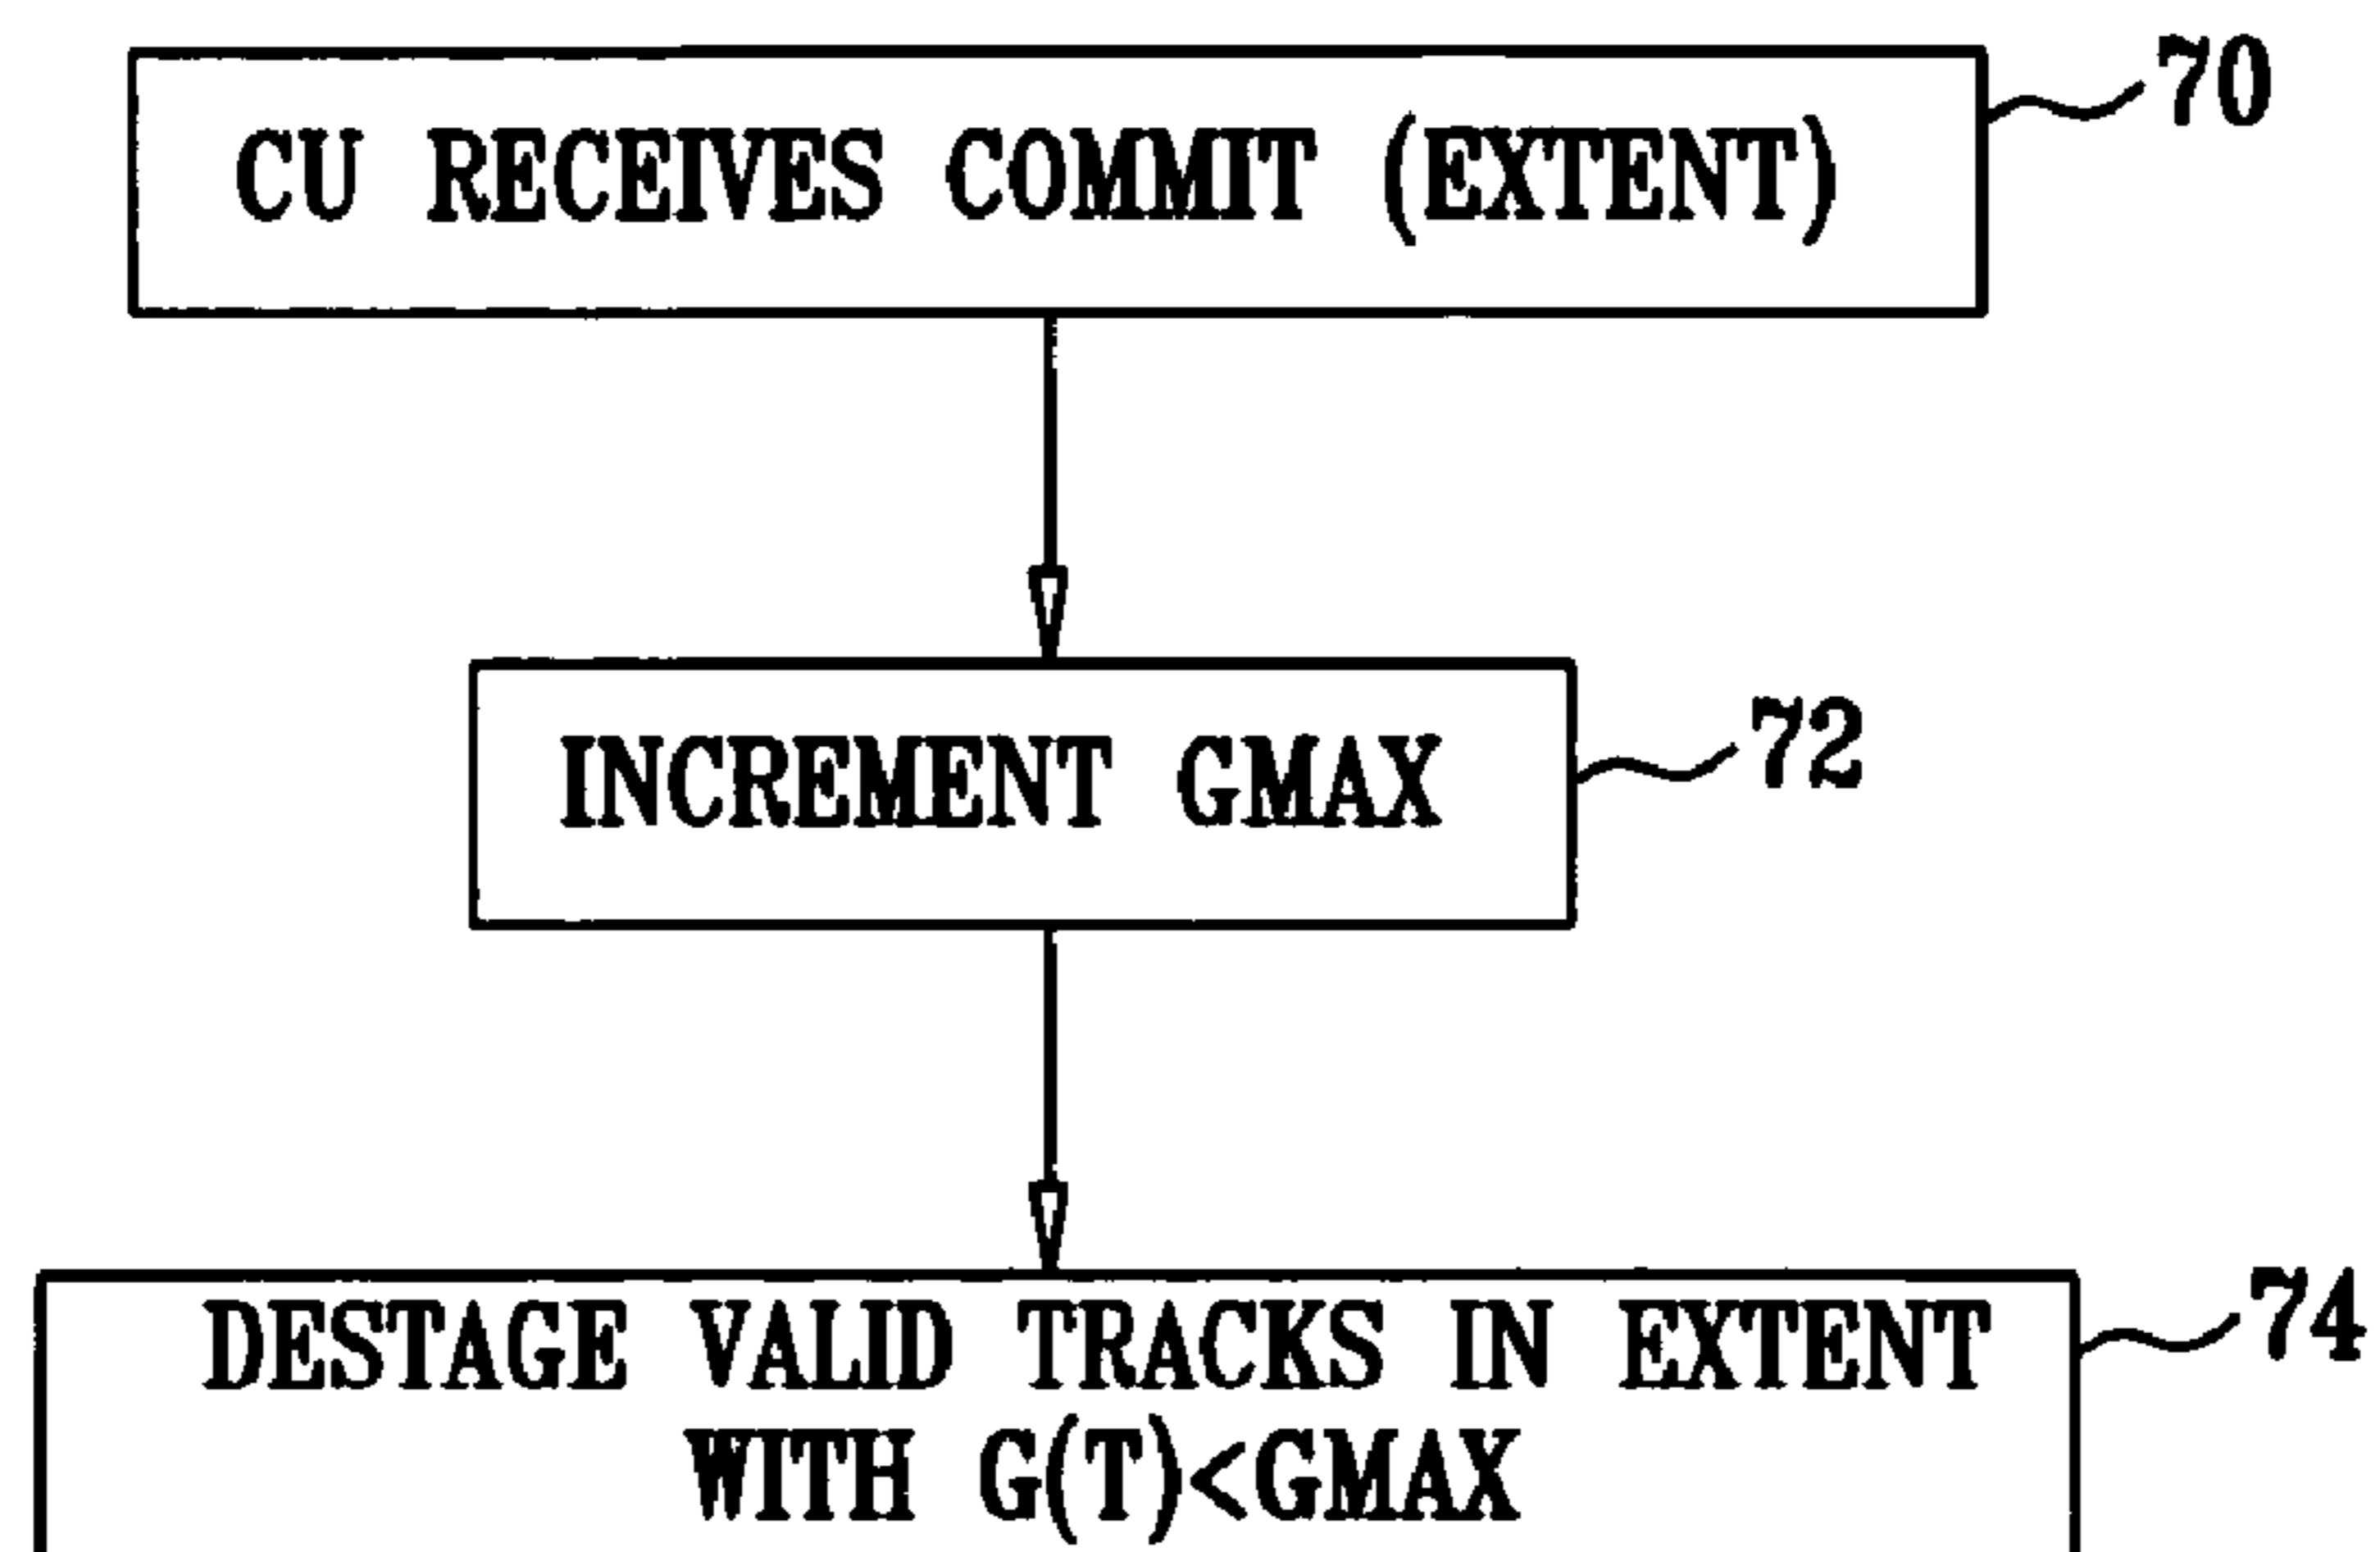 70
CU RECEIVES COMMIT (EXTENT)
72
INCREMENT GMAX
74
DESTAGE VALID TRACKS IN EXTENT
WITH G(T)<GMAX